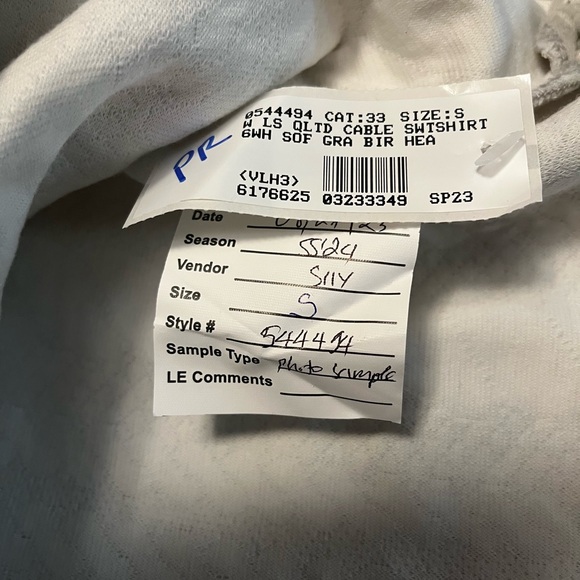 0544494 CAT:33 SIZE:S
W LS QLTD CABLE SWTSHIRT
6WH SOF GRA BIR HEA
PR
<VLH3>
6176625 03233349 SP23
Date
Season SS24
Vendor SIIY
Size S
Style # 544494
Sample Type Photo sample
LE Comments